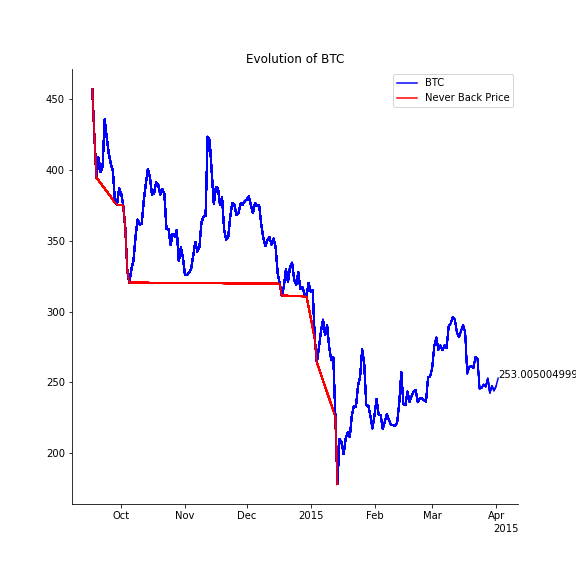 Evolution of BTC
BTC
Never Back Price
450
400
350
300
250
200
253.005004999
Oct
Nov
Dec
2015
Feb
Mar
Apr
2015